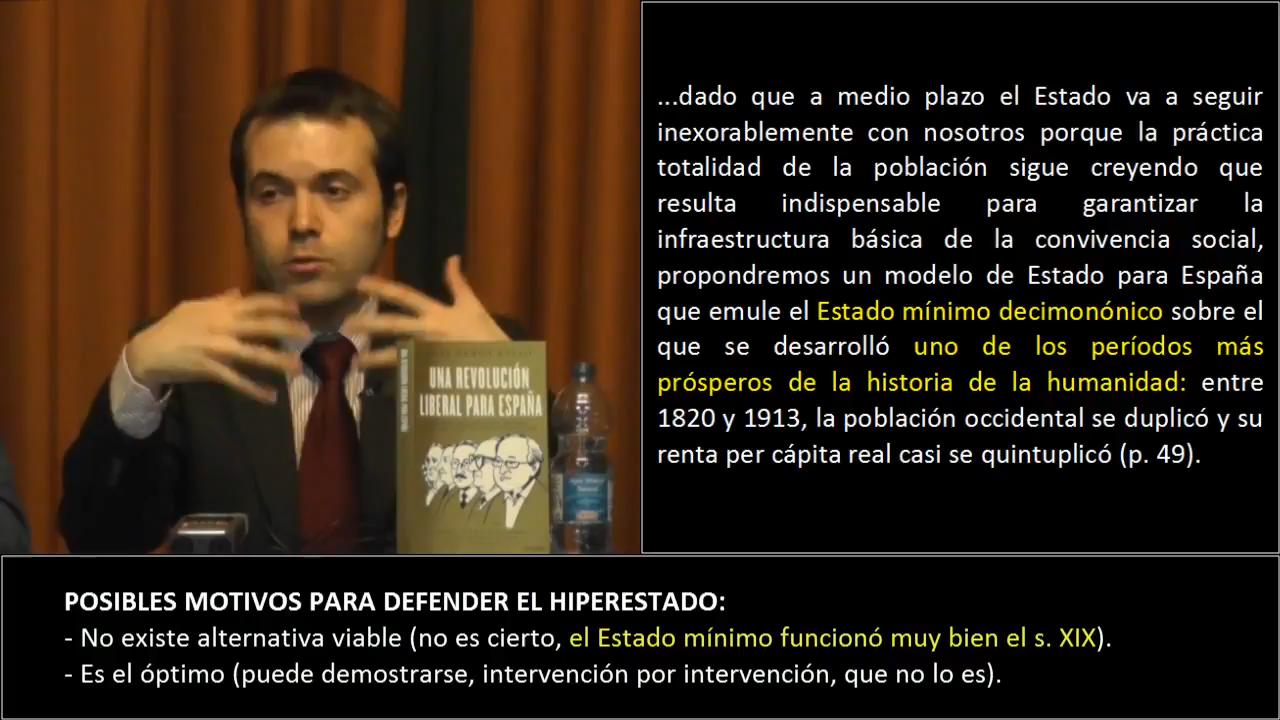 UNA REVOLUCIÓN
LIBERAL PARA ESPAÑA
...dado que a medio plazo el Estado va a seguir
inexorablemente con nosotros porque la práctica
totalidad de la población sigue creyendo que
resulta indispensable para garantizar la
infraestructura básica de la convivencia social,
propondremos un modelo de Estado para España
que emule el Estado mínimo decimonónico sobre el
que se desarrolló uno de los períodos más
prósperos de la historia de la humanidad: entre
1820 y 1913, la población occidental se duplicó y su
renta per cápita real casi se quintuplicó (p. 49).
POSIBLES MOTIVOS PARA DEFENDER EL HIPERESTADO:
- No existe alternativa viable (no es cierto, el Estado mínimo funcionó muy bien el s. XIX).
- Es el óptimo (puede demostrarse, intervención por intervención, que no lo es).